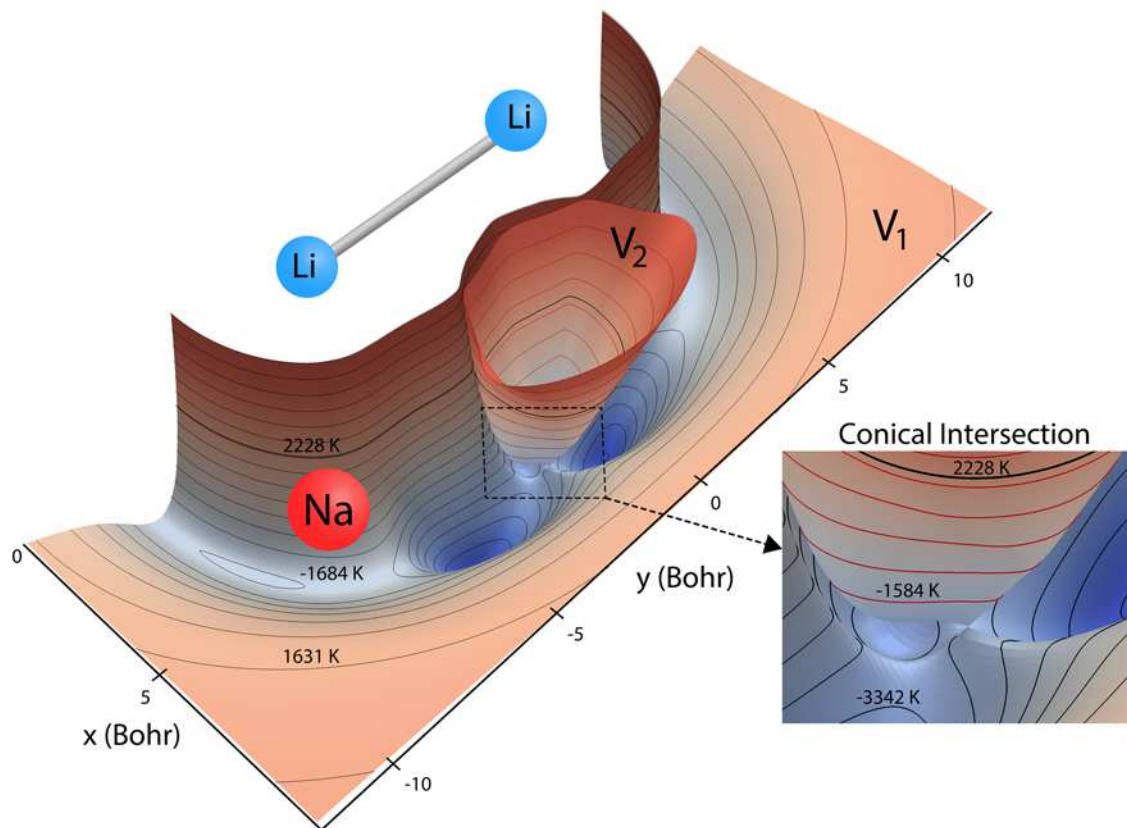 Li
Li
V2
V1
10
5
0
-5
-10
y (Bohr)
0
5
x (Bohr)
2228 K
Na
-1684 K
1631 K
Conical Intersection
2228 K
-1584 K
-3342 K